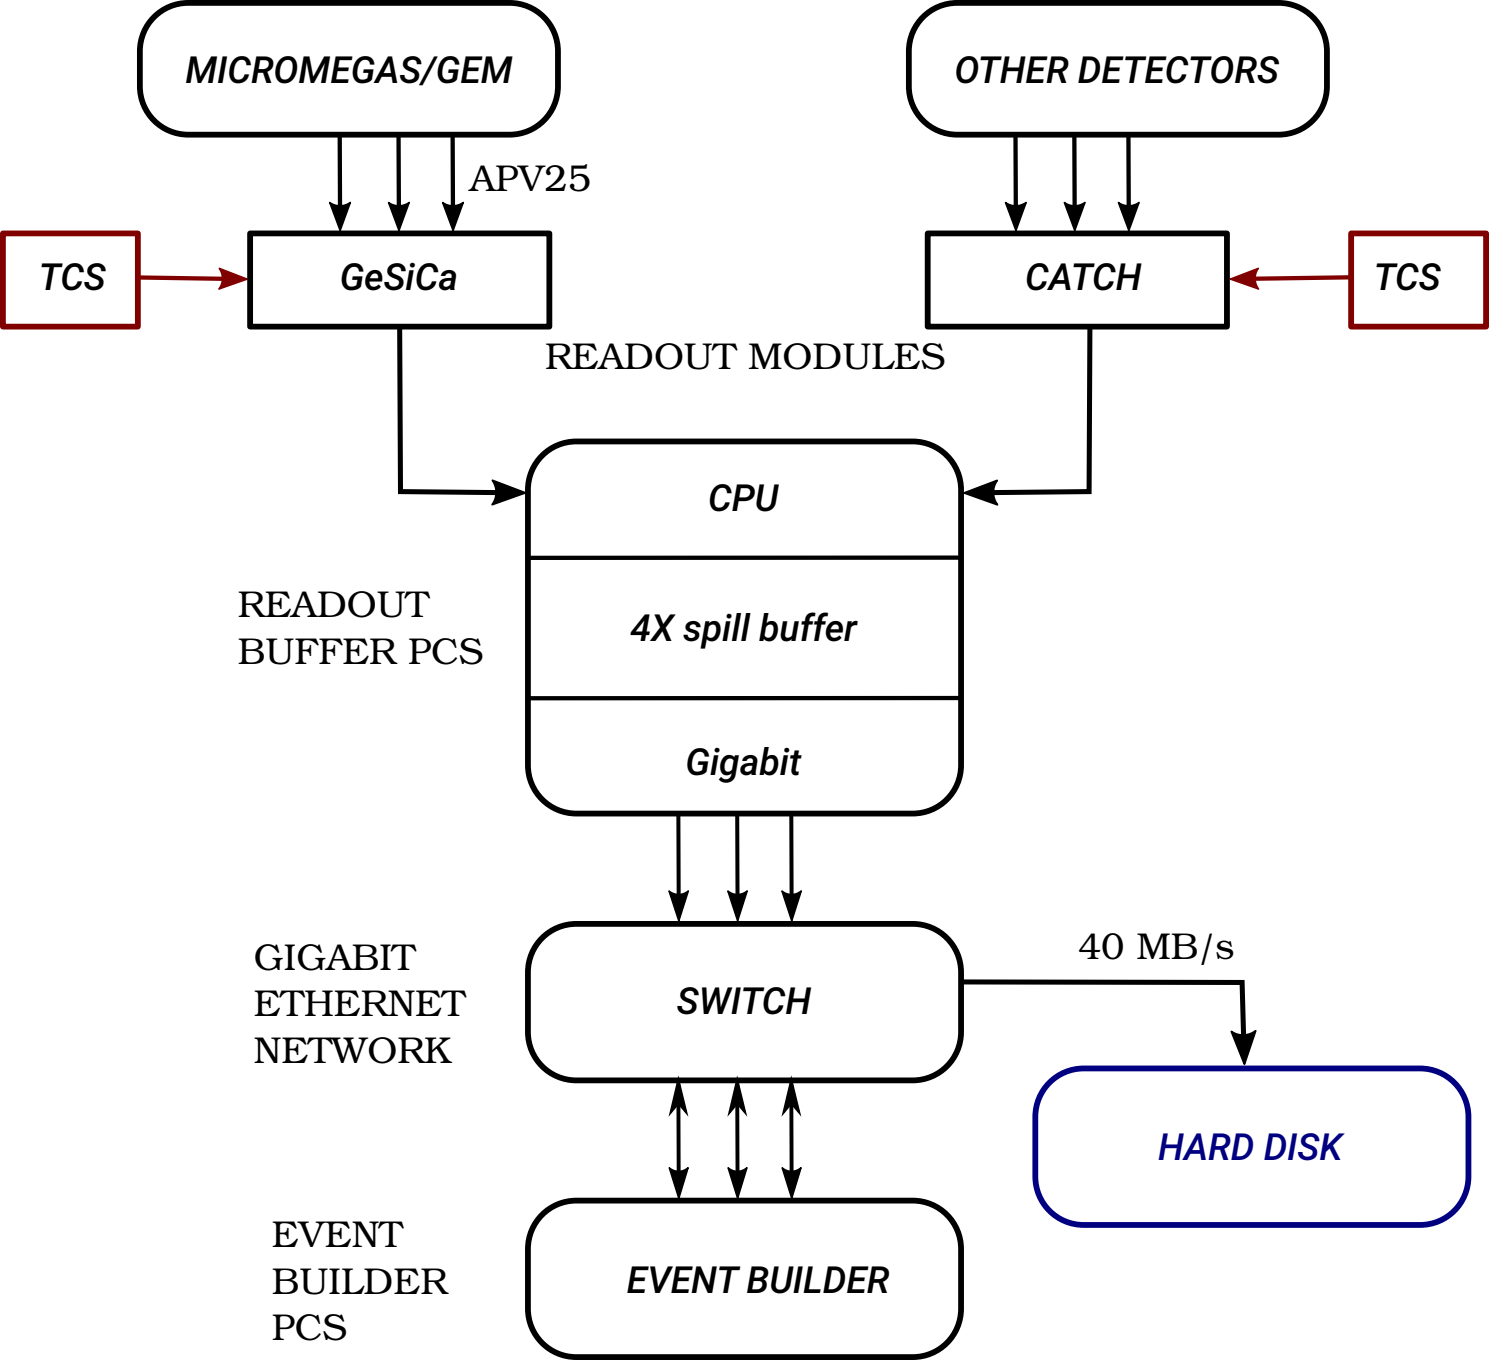 MICROMEGAS/GEM
OTHER DETECTORS
APV25
TCS
GeSiCa
CATCH
TCS
READOUT MODULES
CPU
READOUT
BUFFER PCS
4X spill buffer
Gigabit
GIGABIT
ETHERNET
NETWORK
SWITCH
40 MB/s
HARD DISK
EVENT
BUILDER
PCS
EVENT BUILDER